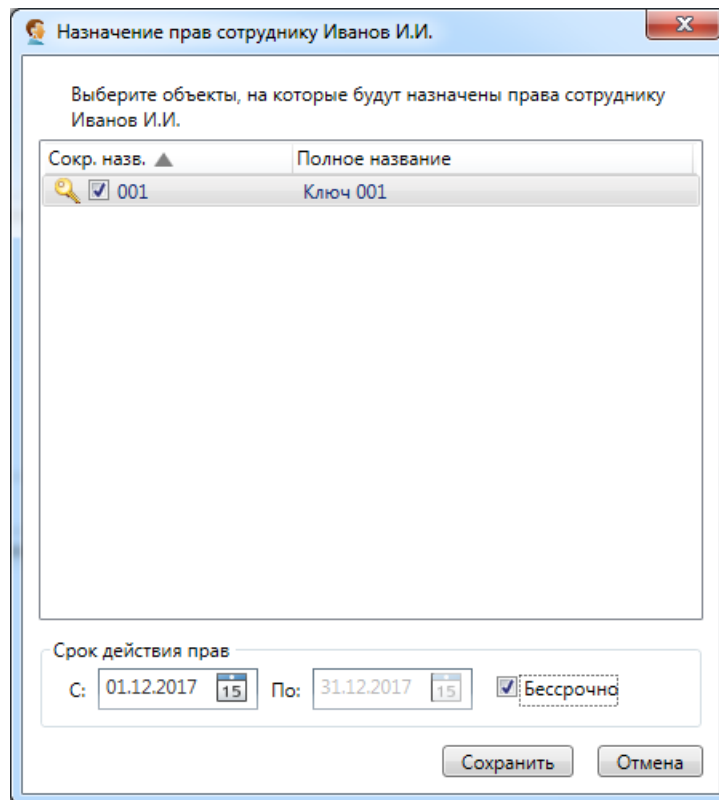 Назначение прав сотруднику Иванов И.И.
Выберите объекты, на которые будут назначены права сотруднику
Иванов И.И.
Сокр. назв. Полное название
001 Ключ 001
Срок действия прав
С: 01.12.2017 15 По: 31.12.2017 15 Бессрочно
Сохранить Отмена